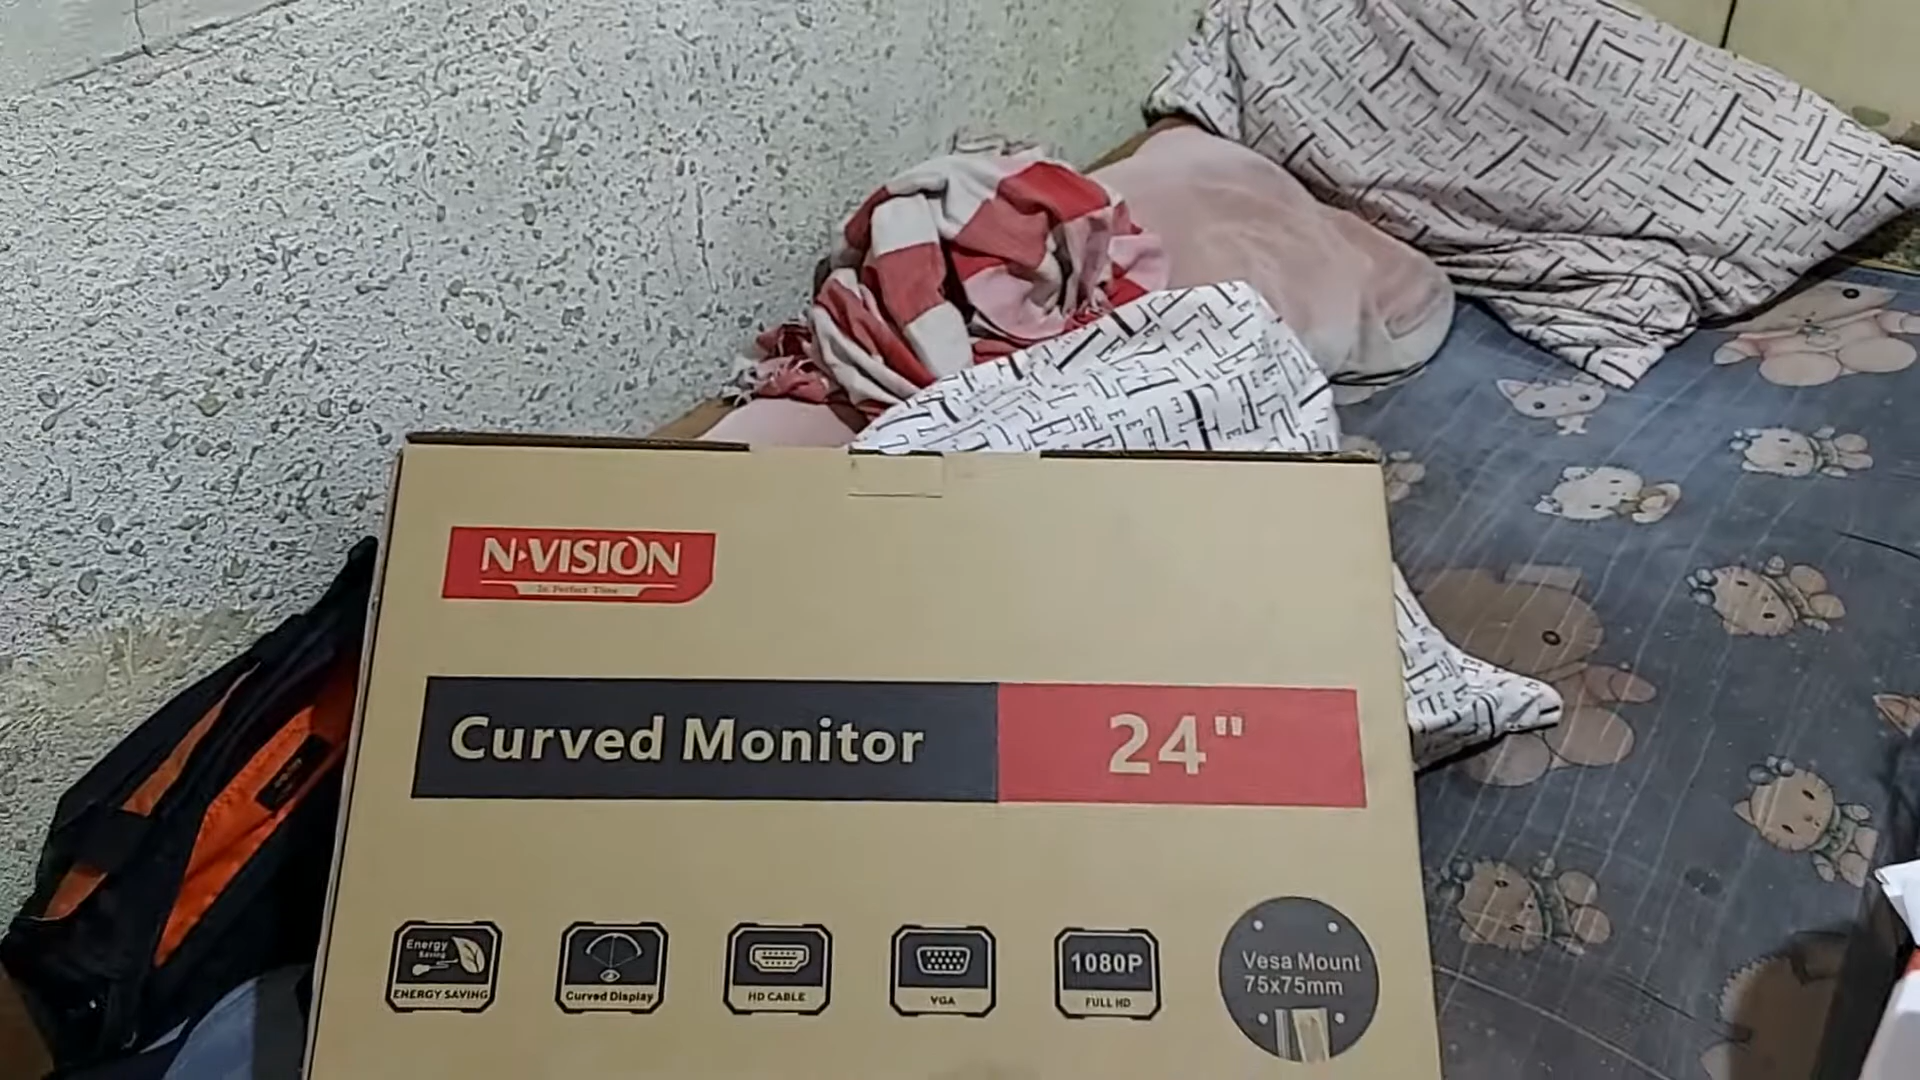 N·VISION
In Perfect Time
Curved Monitor 24"
Energy
Saving
ENERGY SAVING
Curved Display
HD CABLE
VGA
1080P
FULL HD
Vesa Mount
75x75mm